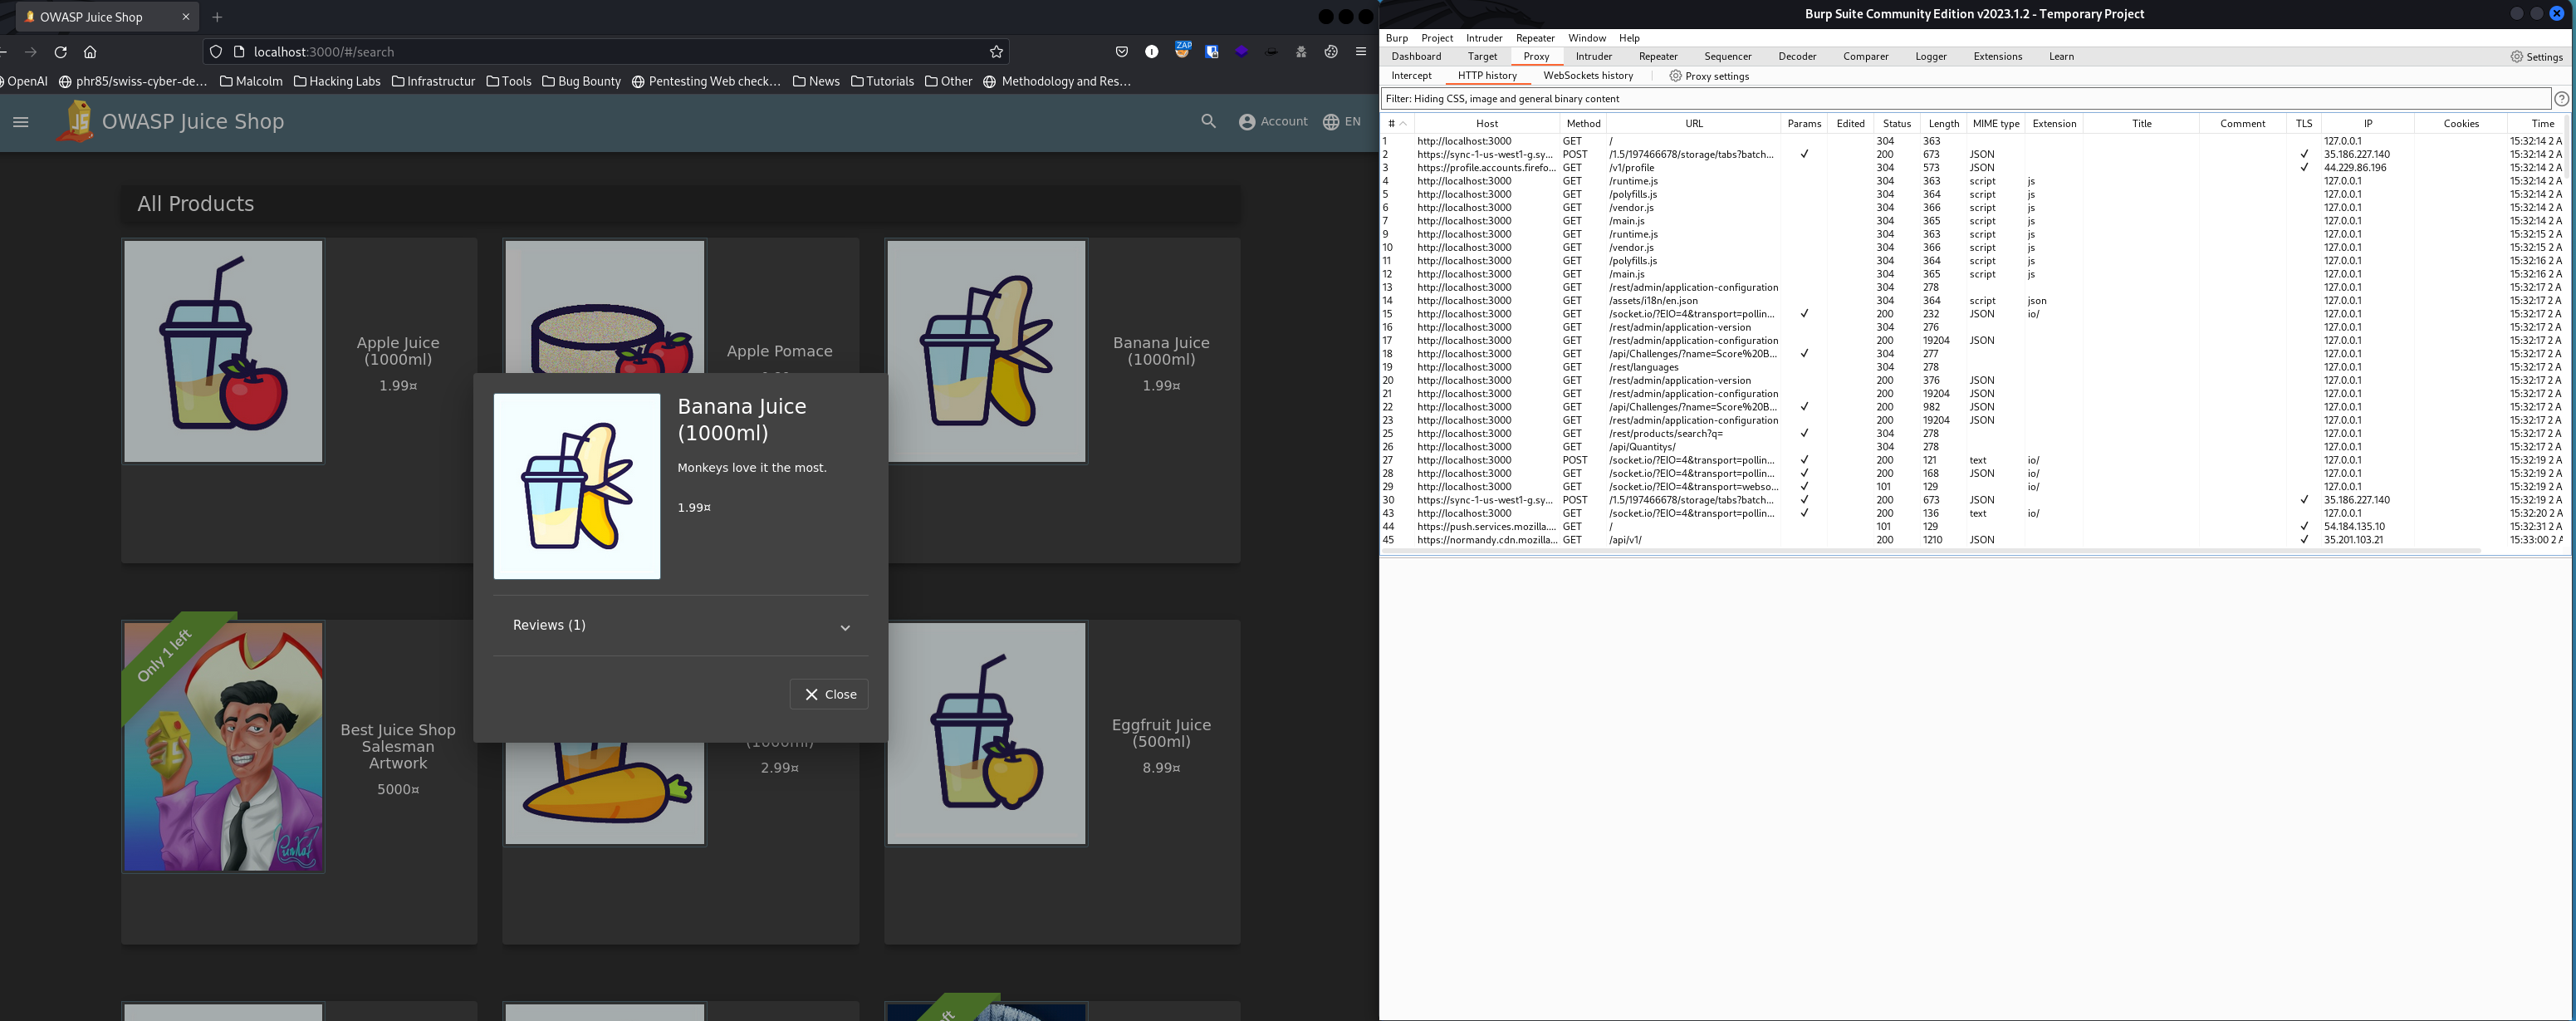 OWASP Juice Shop
localhost:3000/#/search
ZAP
OpenAI phr85/swiss-cyber-de… Malcolm Hacking Labs Infrastructur Tools Bug Bounty Pentesting Web check… News Tutorials Other Methodology and Res…
OWASP Juice Shop
Account EN
All Products
Apple Juice
(1000ml)
1.99¤
Apple Pomace
Banana Juice
(1000ml)
1.99¤
Banana Juice
(1000ml)
Monkeys love it the most.
1.99¤
Reviews (1)
Close
Only 1 left
Best Juice Shop
Salesman
Artwork
5000¤
(1000ml)
2.99¤
Eggfruit Juice
(500ml)
8.99¤
Burp Suite Community Edition v2023.1.2 - Temporary Project
Burp Project Intruder Repeater Window Help
Dashboard Target Proxy Intruder Repeater Sequencer Decoder Comparer Logger Extensions Learn Settings
Intercept HTTP history WebSockets history Proxy settings
Filter: Hiding CSS, image and general binary content
# Host Method URL Params Edited Status Length MIME type Extension Title Comment TLS IP Cookies Time
1 http://localhost:3000 GET / 304 363 127.0.0.1 15:32:14 2 A
2 https://sync-1-us-west1-g.sy... POST /1.5/197466678/storage/tabs?batch... ✓ 200 673 JSON ✓ 35.186.227.140 15:32:14 2 A
3 https://profile.accounts.firefo... GET /v1/profile 304 573 JSON ✓ 44.229.86.196 15:32:14 2 A
4 http://localhost:3000 GET /runtime.js 304 363 script js 127.0.0.1 15:32:14 2 A
5 http://localhost:3000 GET /polyfills.js 304 364 script js 127.0.0.1 15:32:14 2 A
6 http://localhost:3000 GET /vendor.js 304 366 script js 127.0.0.1 15:32:14 2 A
7 http://localhost:3000 GET /main.js 304 365 script js 127.0.0.1 15:32:14 2 A
9 http://localhost:3000 GET /runtime.js 304 363 script js 127.0.0.1 15:32:15 2 A
10 http://localhost:3000 GET /vendor.js 304 366 script js 127.0.0.1 15:32:15 2 A
11 http://localhost:3000 GET /polyfills.js 304 364 script js 127.0.0.1 15:32:16 2 A
12 http://localhost:3000 GET /main.js 304 365 script js 127.0.0.1 15:32:16 2 A
13 http://localhost:3000 GET /rest/admin/application-configuration 304 278 127.0.0.1 15:32:17 2 A
14 http://localhost:3000 GET /assets/i18n/en.json 304 364 script json 127.0.0.1 15:32:17 2 A
15 http://localhost:3000 GET /socket.io/?EIO=4&transport=pollin... ✓ 200 232 JSON io/ 127.0.0.1 15:32:17 2 A
16 http://localhost:3000 GET /rest/admin/application-version 304 276 127.0.0.1 15:32:17 2 A
17 http://localhost:3000 GET /rest/admin/application-configuration 200 19204 JSON 127.0.0.1 15:32:17 2 A
18 http://localhost:3000 GET /api/Challenges/?name=Score%20B... ✓ 304 277 127.0.0.1 15:32:17 2 A
19 http://localhost:3000 GET /rest/languages 304 278 127.0.0.1 15:32:17 2 A
20 http://localhost:3000 GET /rest/admin/application-version 200 376 JSON 127.0.0.1 15:32:17 2 A
21 http://localhost:3000 GET /rest/admin/application-configuration 200 19204 JSON 127.0.0.1 15:32:17 2 A
22 http://localhost:3000 GET /api/Challenges/?name=Score%20B... ✓ 200 982 JSON 127.0.0.1 15:32:17 2 A
23 http://localhost:3000 GET /rest/admin/application-configuration 200 19204 JSON 127.0.0.1 15:32:17 2 A
25 http://localhost:3000 GET /rest/products/search?q= ✓ 304 278 127.0.0.1 15:32:17 2 A
26 http://localhost:3000 GET /api/Quantitys/ 304 278 127.0.0.1 15:32:17 2 A
27 http://localhost:3000 POST /socket.io/?EIO=4&transport=pollin... ✓ 200 121 text io/ 127.0.0.1 15:32:19 2 A
28 http://localhost:3000 GET /socket.io/?EIO=4&transport=pollin... ✓ 200 168 JSON io/ 127.0.0.1 15:32:19 2 A
29 http://localhost:3000 GET /socket.io/?EIO=4&transport=webso... ✓ 101 129 io/ 127.0.0.1 15:32:19 2 A
30 https://sync-1-us-west1-g.sy... POST /1.5/197466678/storage/tabs?batch... ✓ 200 673 JSON ✓ 35.186.227.140 15:32:19 2 A
43 http://localhost:3000 GET /socket.io/?EIO=4&transport=pollin... ✓ 200 136 text io/ 127.0.0.1 15:32:20 2 A
44 https://push.services.mozilla.... GET / 101 129 ✓ 54.184.135.10 15:32:31 2 A
45 https://normandy.cdn.mozilla... GET /api/v1/ 200 1210 JSON ✓ 35.201.103.21 15:33:00 2 A